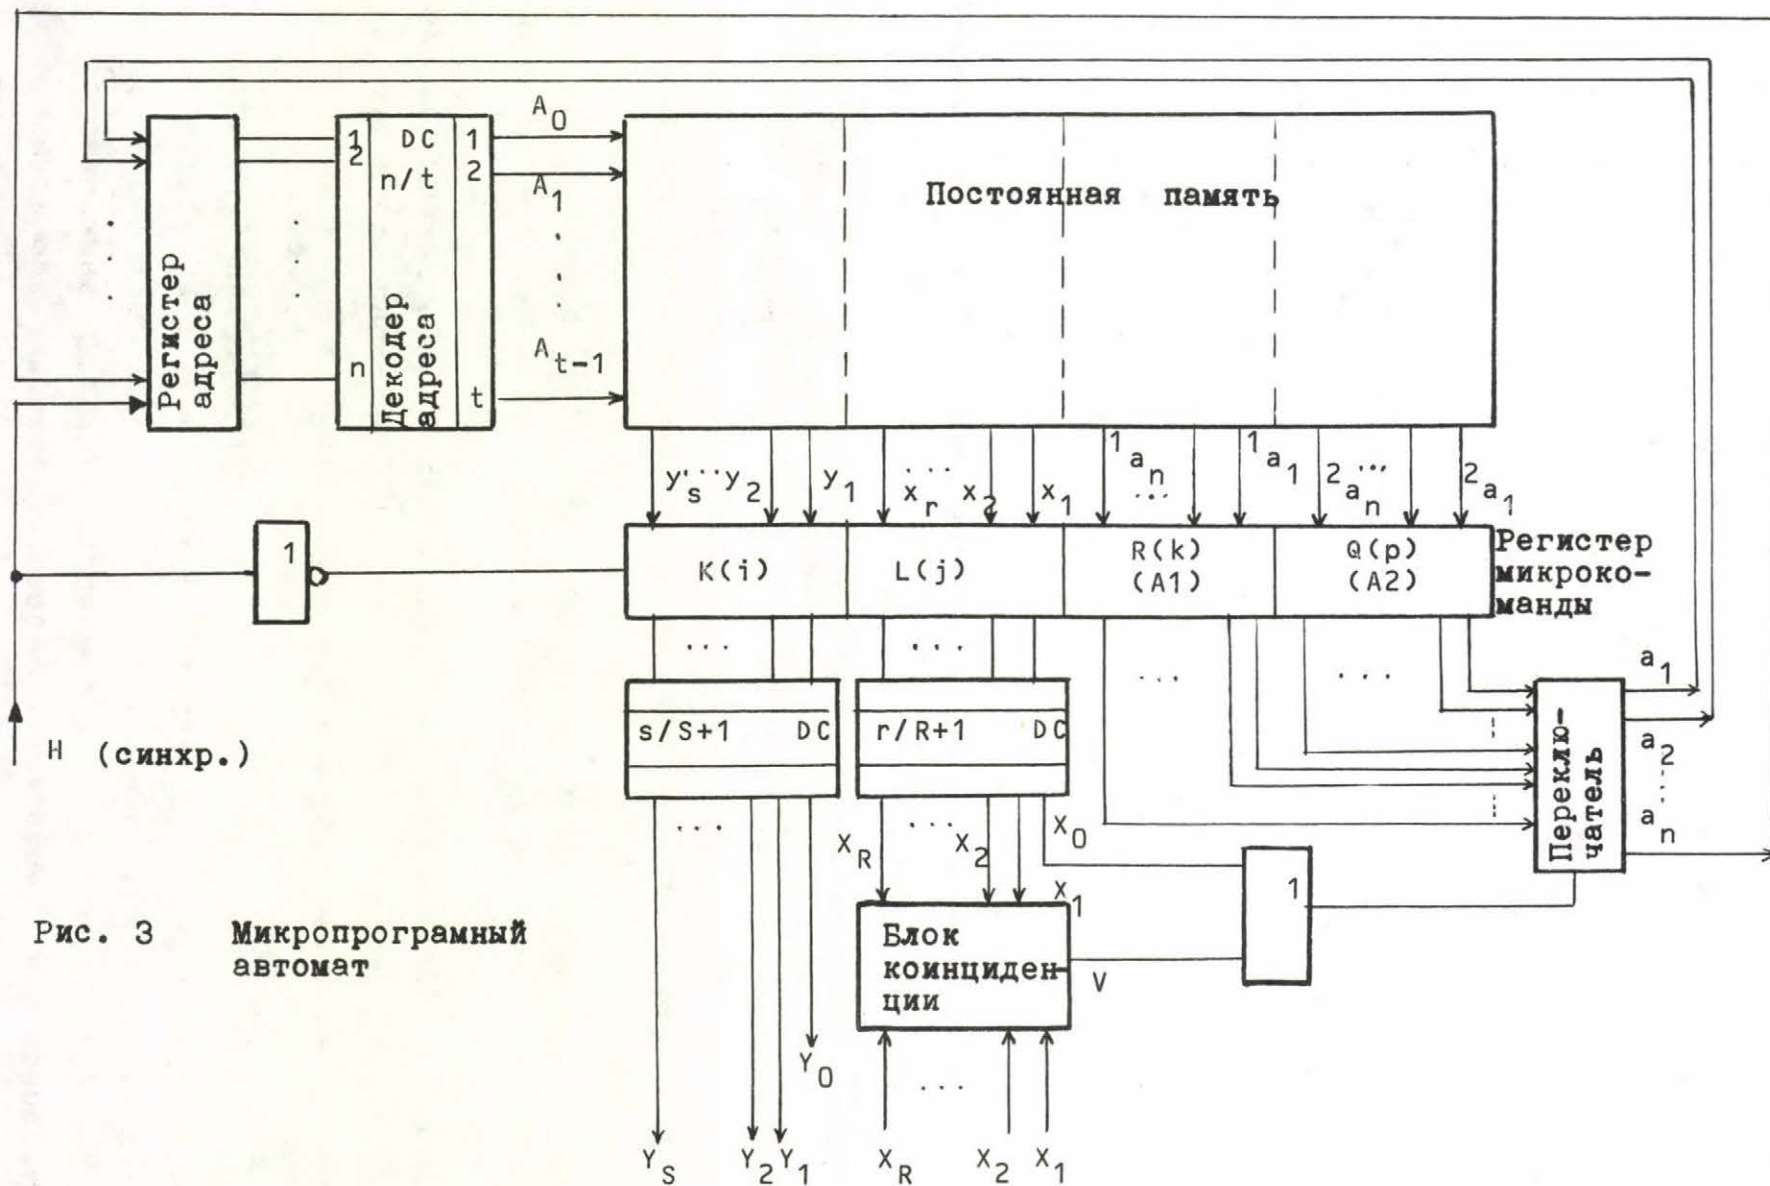 A0
1 DC 1
2 n/t 2
A1
Постоянная память
Регистер
адреса
Декодер
адреса
n
At-1
t
ys ... y2 y1
xr ... x2 x1
1an ... 1a1
2an ... 2a1
1
K(i)
L(j)
R(k)
(A1)
Q(p)
(A2)
Регистер
микроко-
манды
H (синхр.)
s/S+1 DC
r/R+1 DC
Переклю-
чатель
a1
a2
an
XR X2 X0
X1
1
Рис. 3 Микропрограмный
автомат
Блок
коинциден-
ции
V
Y0
YS Y2 Y1
XR X2 X1